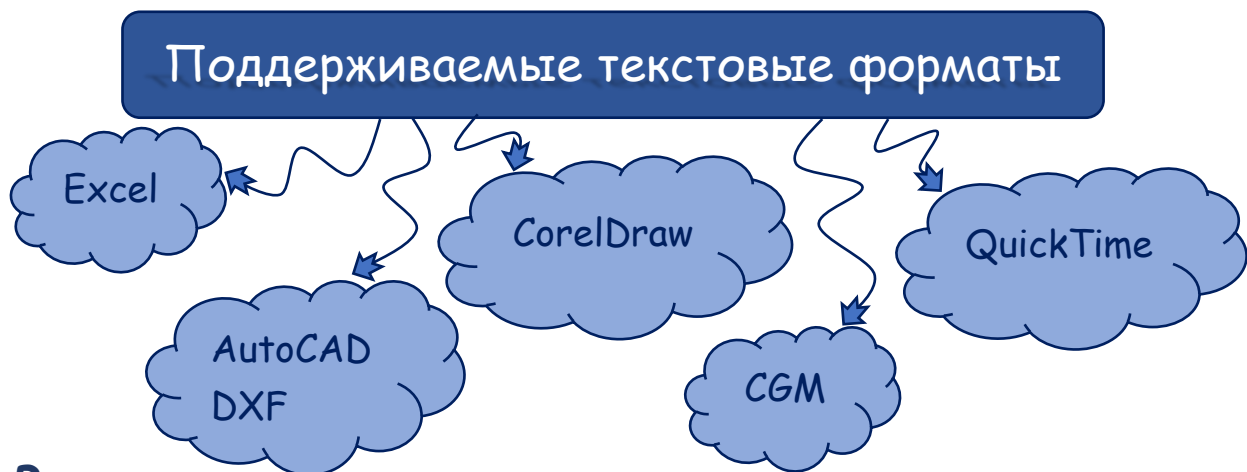 Поддерживаемые текстовые форматы
Excel
CorelDraw
QuickTime
AutoCAD
DXF
CGM